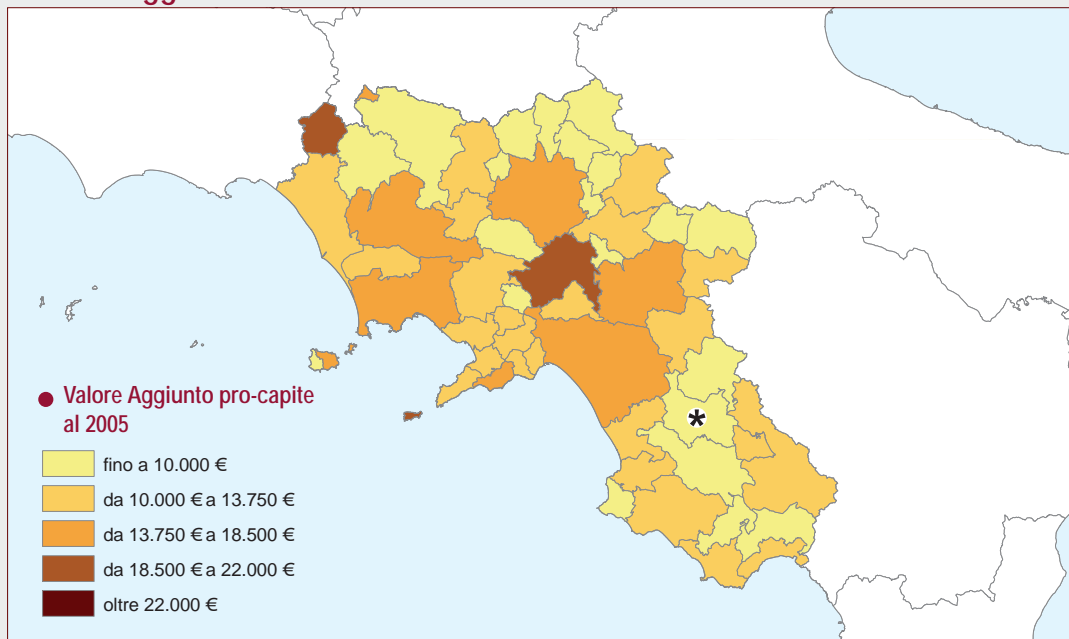 Valore Aggiunto pro-capite
al 2005
fino a 10.000 €
da 10.000 € a 13.750 €
da 13.750 € a 18.500 €
da 18.500 € a 22.000 €
oltre 22.000 €
*